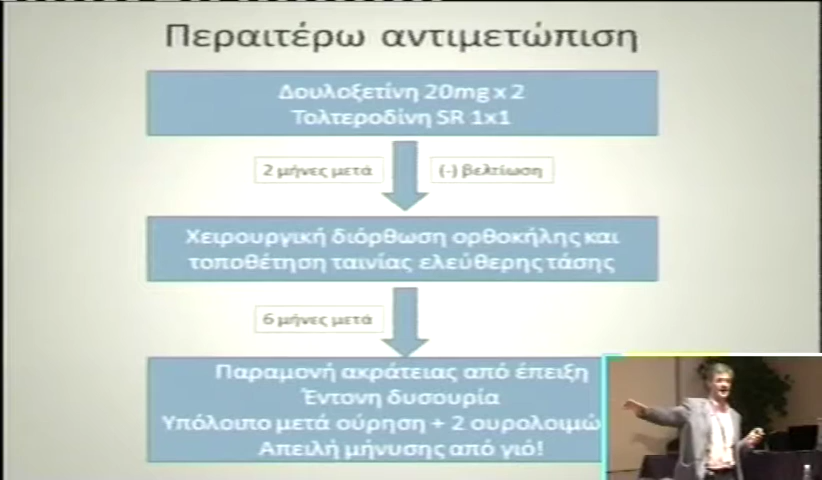 Περαιτέρω αντιμετώπιση
Δουλοξετίνη 20mg x 2
Τολτεροδίνη SR 1x1
2 μήνες μετά
(-) βελτίωση
Χειρουργική διόρθωση ορθοκήλης και
τοποθέτηση ταινίας ελεύθερης τάσης
6 μήνες μετά
Παραμονή ακράτειας από έπειξη
Έντονη δυσουρία
Υπόλοιπο μετά ούρηση + 2 ουρολοιμώ
Απειλή μήνυσης από γιό!